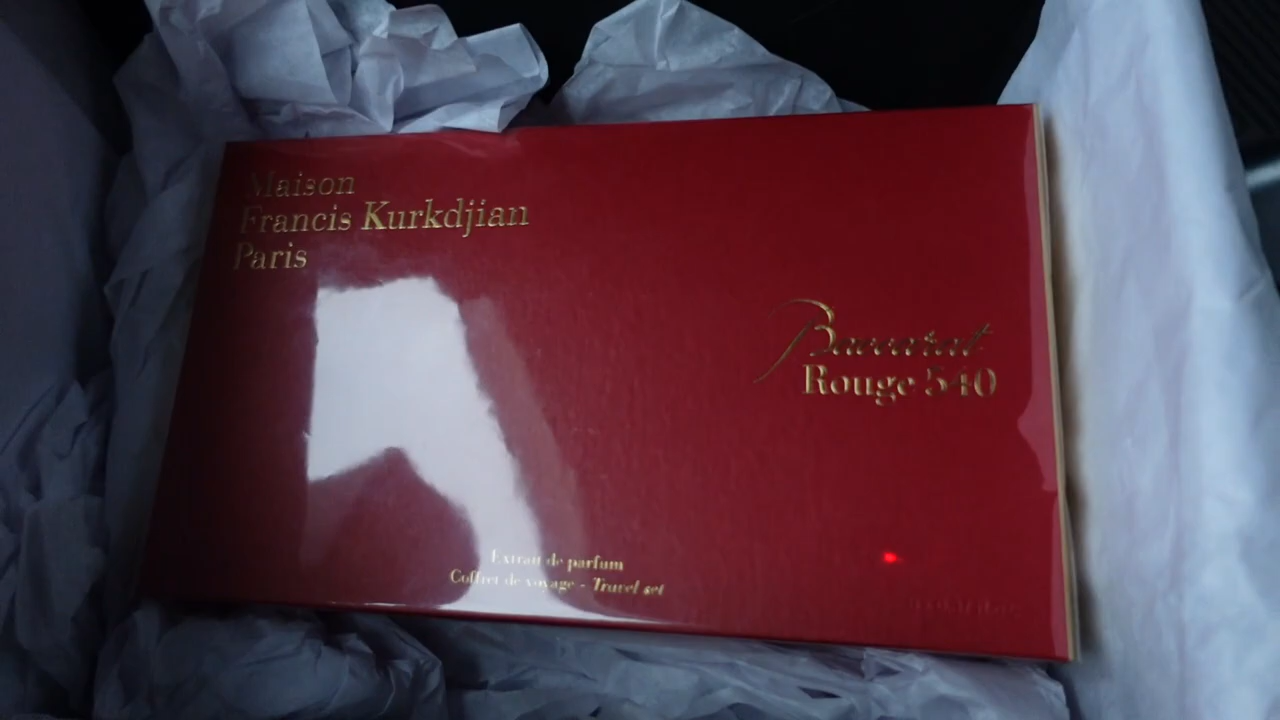 Maison
Francis Kurkdjian
Paris
Baccarat
Rouge 540
Extrait de parfum
Coffret de voyage - Travel set